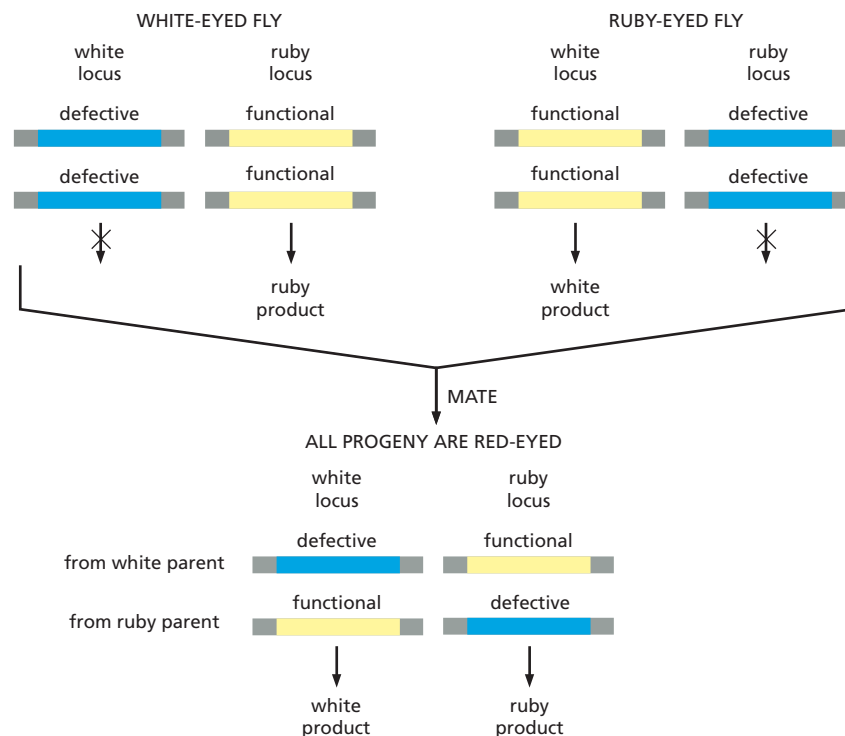 WHITE-EYED FLY
RUBY-EYED FLY
white
locus
ruby
locus
white
locus
ruby
locus
defective
functional
functional
defective
defective
functional
functional
defective
ruby
product
white
product
MATE
ALL PROGENY ARE RED-EYED
white
locus
ruby
locus
from white parent
defective
functional
from ruby parent
functional
defective
white
product
ruby
product